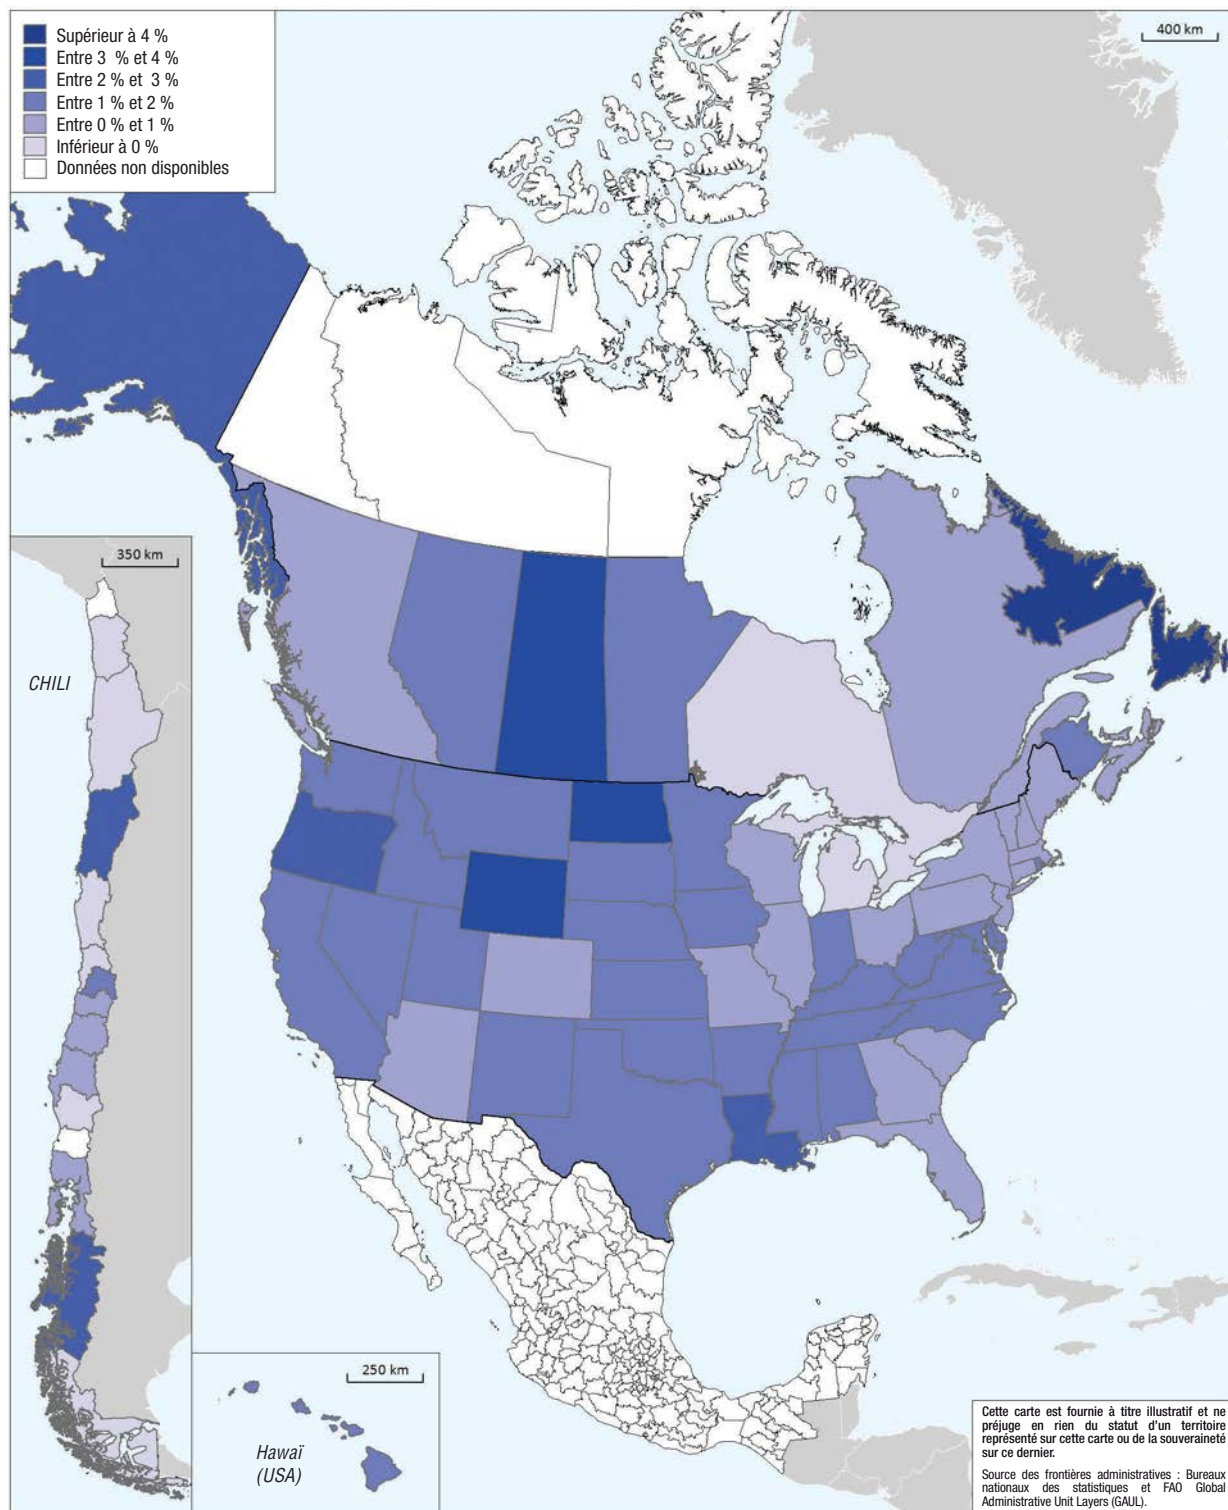 Supérieur à 4 %
Entre 3 % et 4 %
Entre 2 % et 3 %
Entre 1 % et 2 %
Entre 0 % et 1 %
Inférieur à 0 %
Données non disponibles
400 km
350 km
CHILI
250 km
Hawaï
(USA)
Cette carte est fournie à titre illustratif et ne
préjuge en rien du statut d'un territoire
représenté sur cette carte ou de la souveraineté
sur ce dernier.
Source des frontières administratives : Bureaux
nationaux des statistiques et FAO Global
Administrative Unit Layers (GAUL).